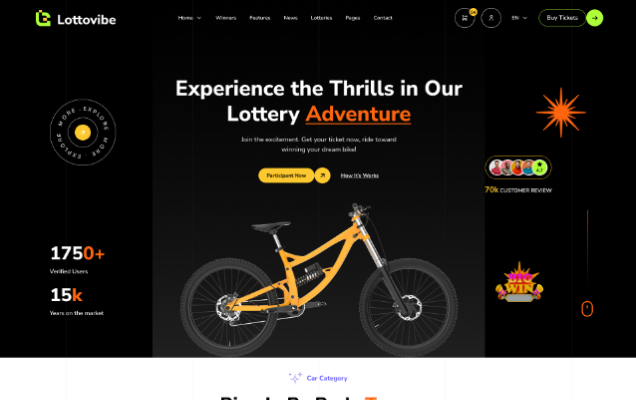 Lottovibe
Home Winners Features News Lotteries Pages Contact
EN
Buy Tickets
Experience the Thrills in Our
Lottery Adventure
Join the excitement. Get your ticket now, ride toward
winning your dream bike!
Participant Now
How It's Works
EXPLORE MORE · EXPLORE MORE
4.7
70k CUSTOMER REVIEW
1750+
Verified Users
15k
Years on the market
BIG
WIN
Car Category